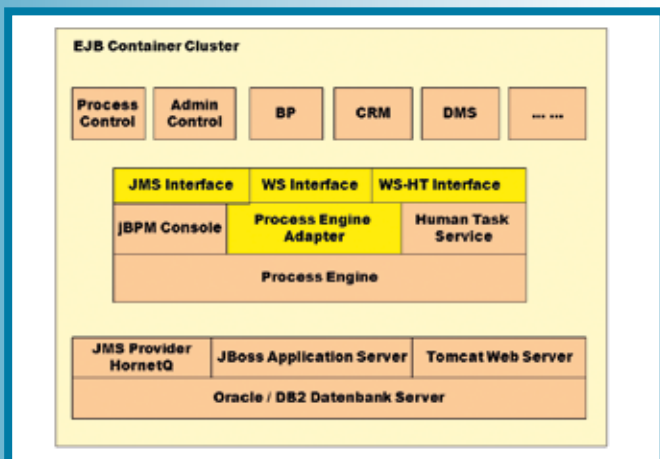 EJB Container Cluster
Process
Control
Admin
Control
BP
CRM
DMS
... ...
JMS Interface
WS Interface
WS-HT Interface
jBPM Console
Process Engine
Adapter
Human Task
Service
Process Engine
JMS Provider
HornetQ
JBoss Application Server
Tomcat Web Server
Oracle / DB2 Datenbank Server